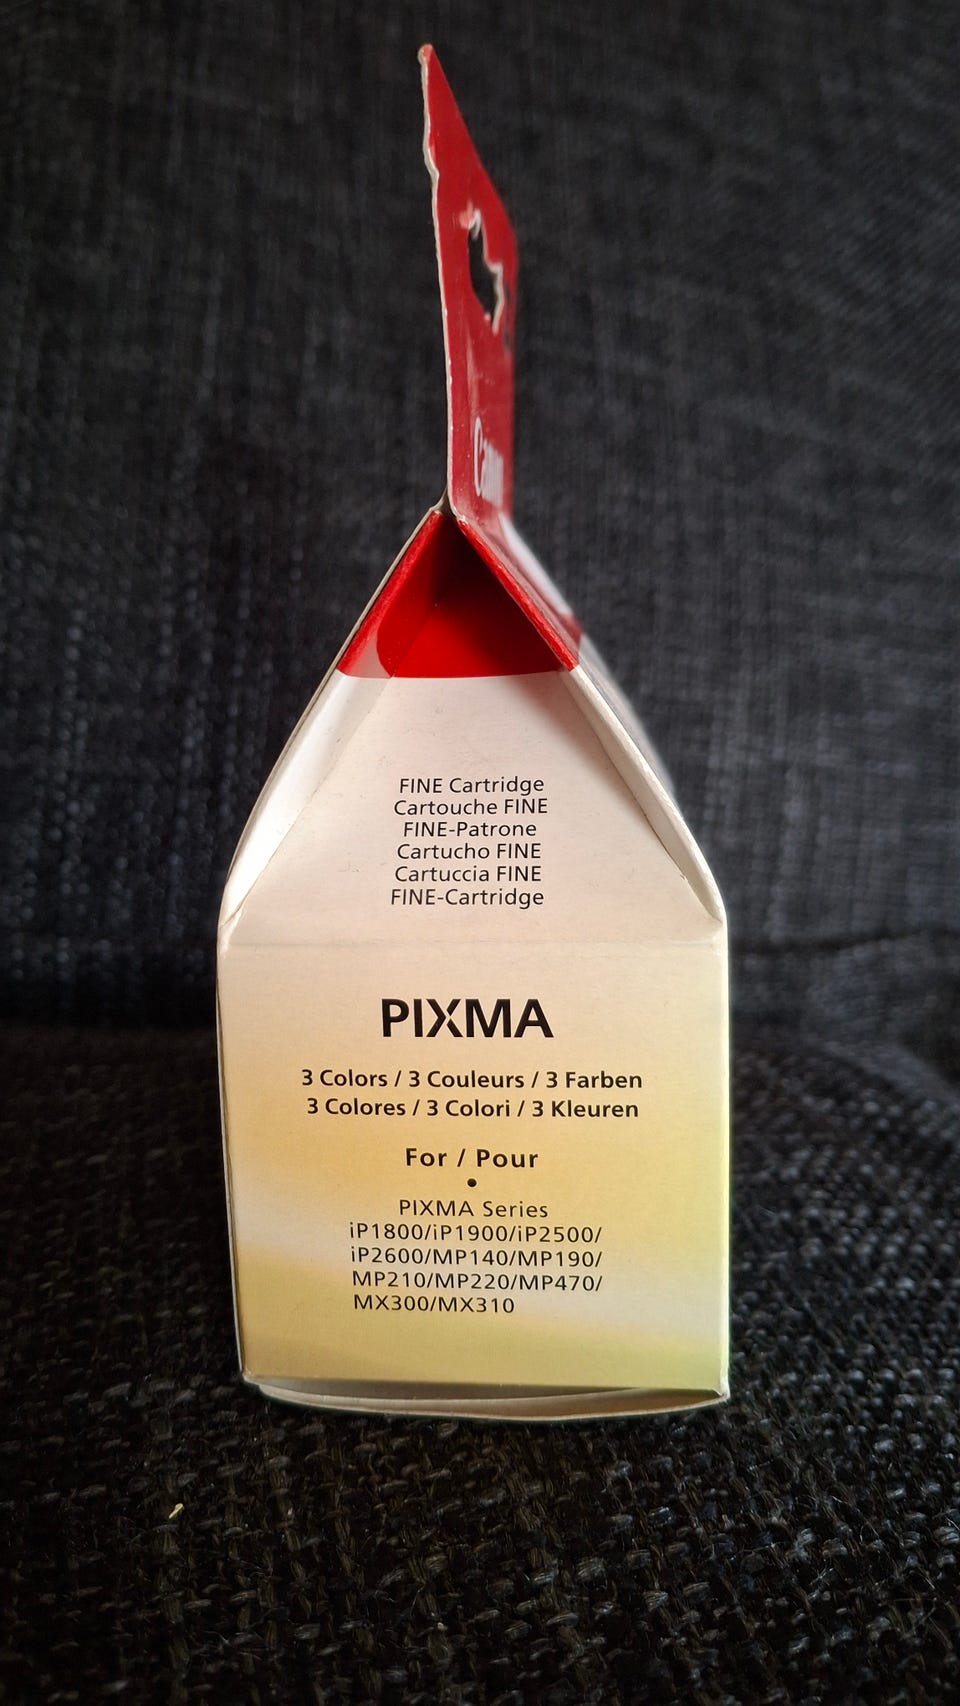 Canon
FINE Cartridge
Cartouche FINE
FINE-Patrone
Cartucho FINE
Cartuccia FINE
FINE-Cartridge
PIXMA
3 Colors / 3 Couleurs / 3 Farben
3 Colores / 3 Colori / 3 Kleuren
For / Pour
•
PIXMA Series
iP1800/iP1900/iP2500/
iP2600/MP140/MP190/
MP210/MP220/MP470/
MX300/MX310